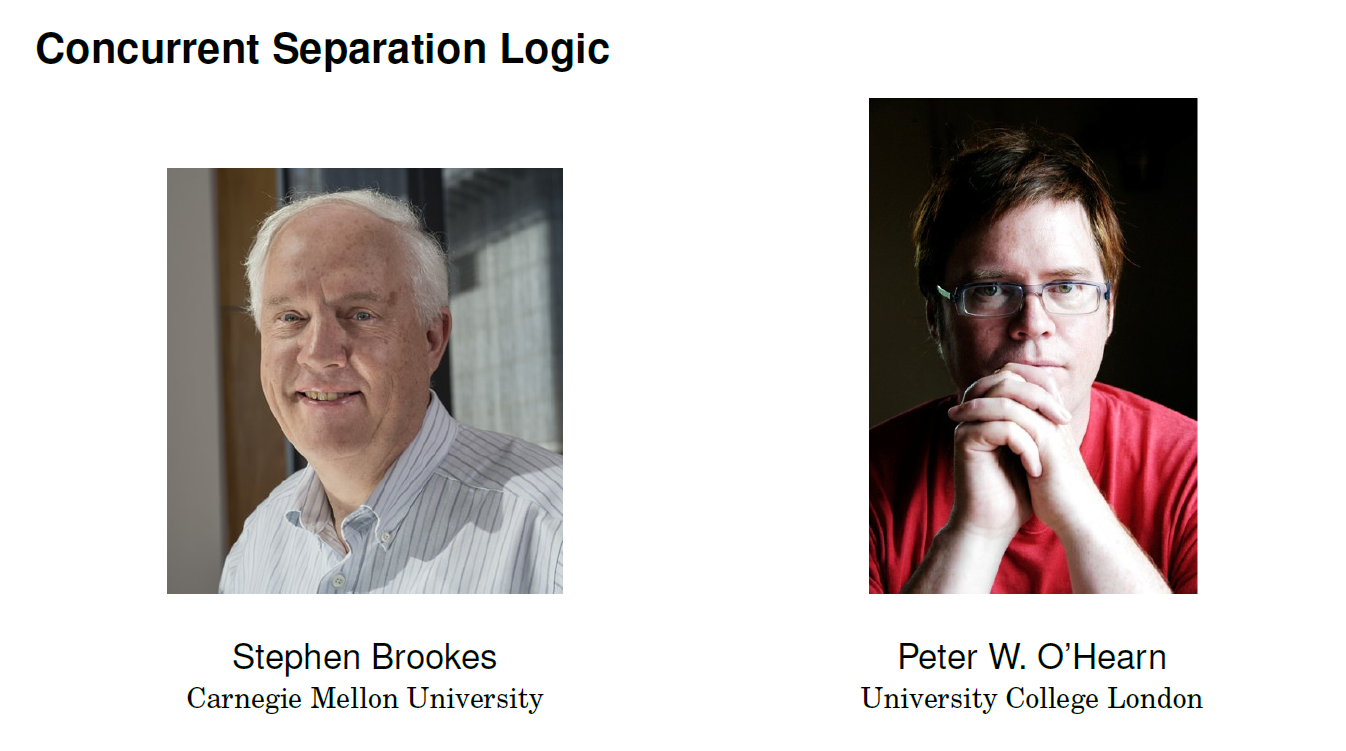 Concurrent Separation Logic
Stephen Brookes
Carnegie Mellon University
Peter W. O’Hearn
University College London